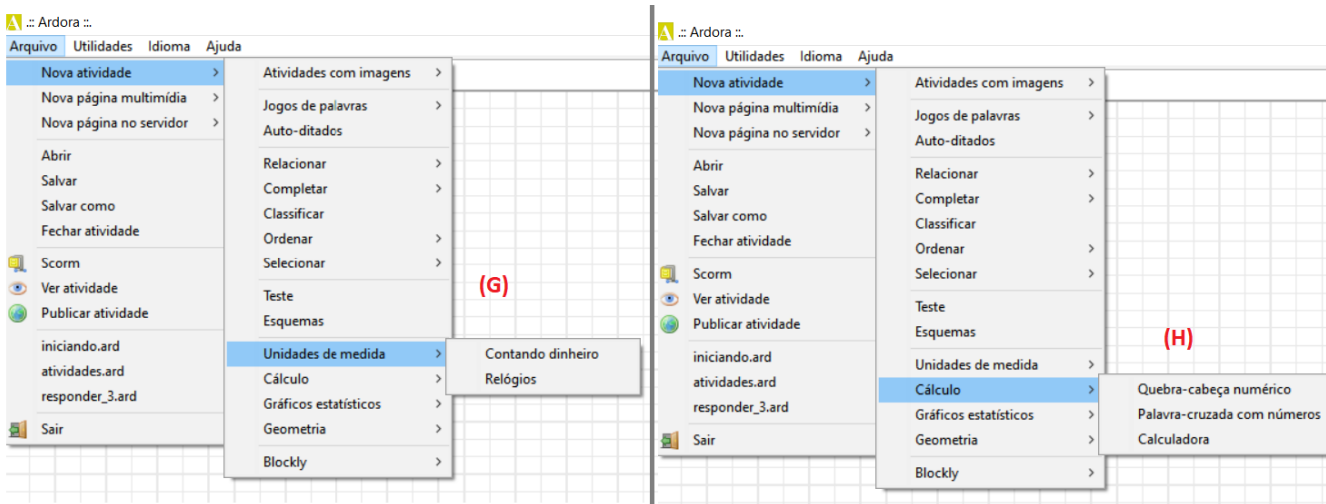 .:: Ardora ::.
Arquivo Utilidades Idioma Ajuda
Nova atividade
Nova página multimídia
Nova página no servidor
Abrir
Salvar
Salvar como
Fechar atividade
Scorm
Ver atividade
Publicar atividade
iniciando.ard
atividades.ard
responder_3.ard
Sair
Atividades com imagens
Jogos de palavras
Auto-ditados
Relacionar
Completar
Classificar
Ordenar
Selecionar
Teste
Esquemas
Unidades de medida
Cálculo
Gráficos estatísticos
Geometria
Blockly
Contando dinheiro
Relógios
(G)
.:: Ardora ::.
Arquivo Utilidades Idioma Ajuda
Nova atividade
Nova página multimídia
Nova página no servidor
Abrir
Salvar
Salvar como
Fechar atividade
Scorm
Ver atividade
Publicar atividade
iniciando.ard
atividades.ard
responder_3.ard
Sair
Atividades com imagens
Jogos de palavras
Auto-ditados
Relacionar
Completar
Classificar
Ordenar
Selecionar
Teste
Esquemas
Unidades de medida
Cálculo
Gráficos estatísticos
Geometria
Blockly
(H)
Quebra-cabeça numérico
Palavra-cruzada com números
Calculadora